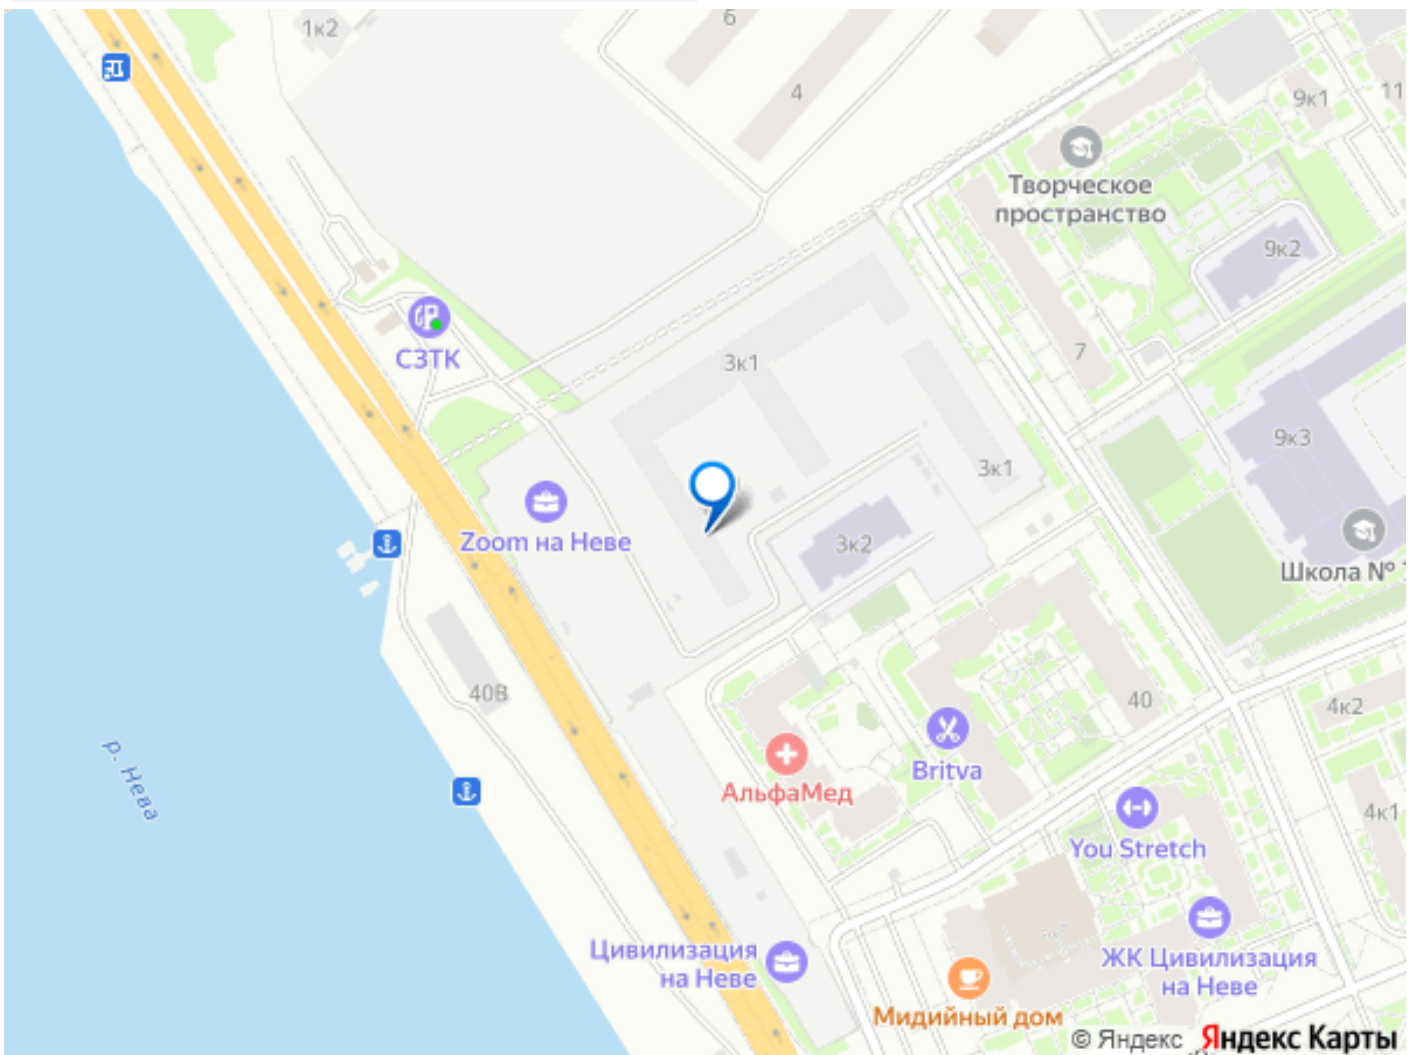 1к2
6
4
9к1
11
Творческое
пространство
9к2
СЗТК
3к1
7
9к3
3к1
Zoom на Неве
3к2
Школа №
40В
40
4к2
р. Нева
АльфаМед
Britva
4к1
You Stretch
Цивилизация
на Неве
ЖК Цивилизация
на Неве
Мидийный дом
© Яндекс Яндекс Карты